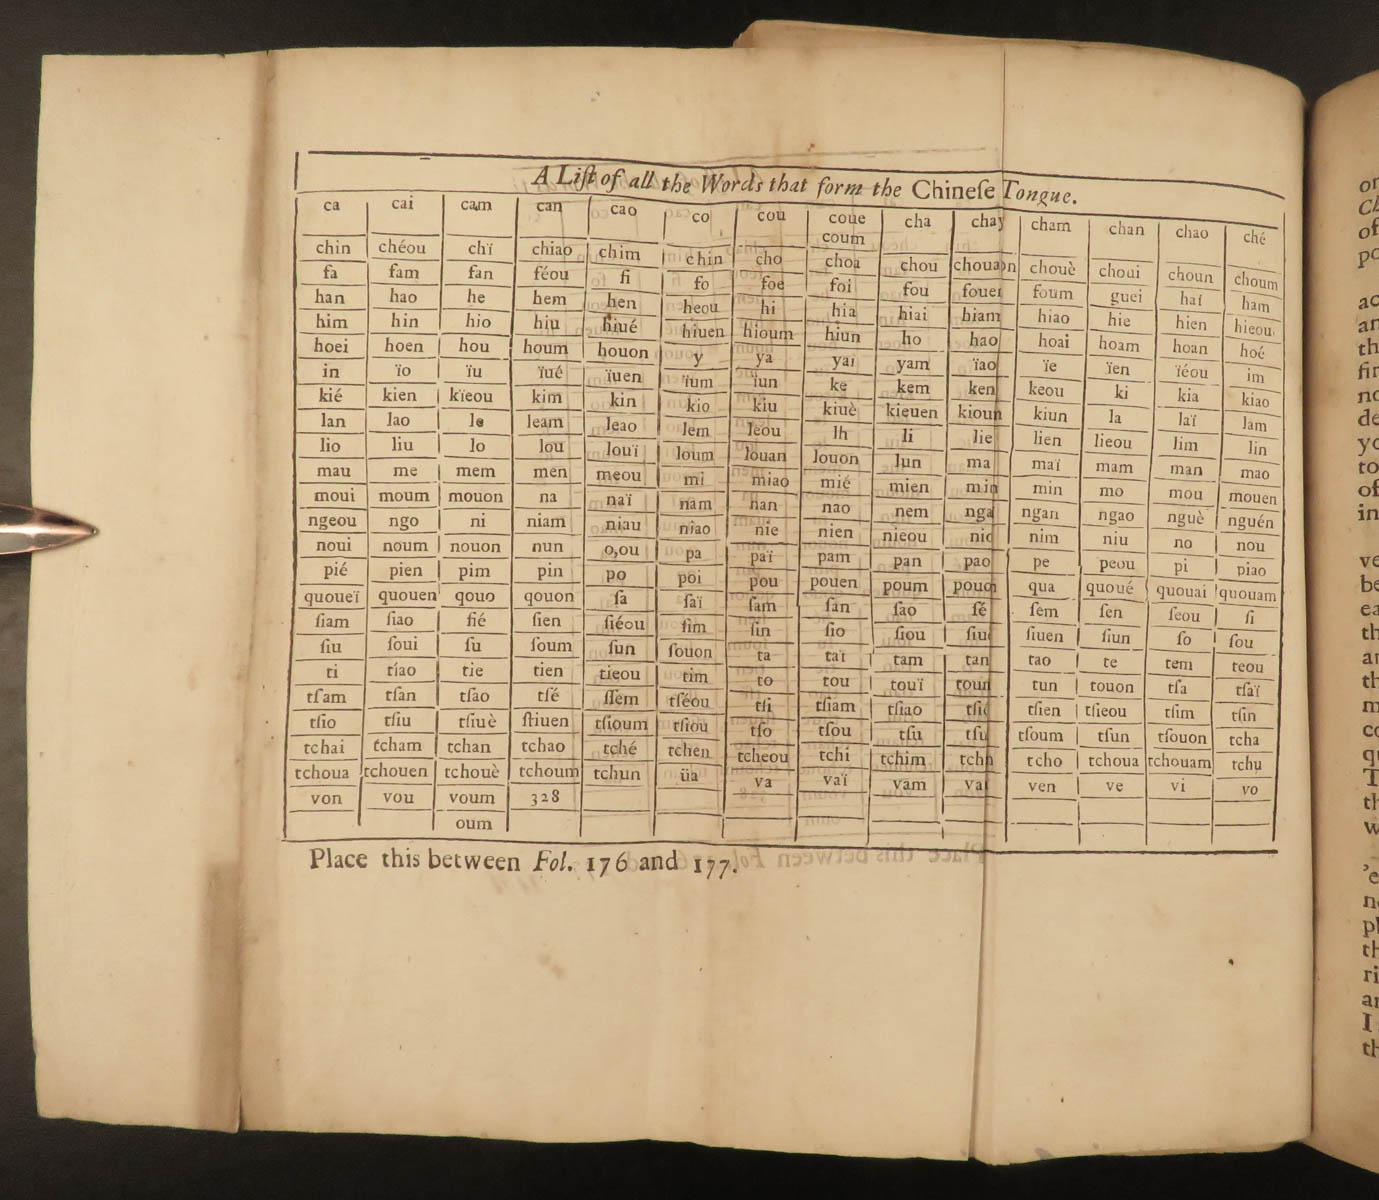 A Liſt of all the Words that form the Chineſe Tongue.
ca cai cam can cao co cou coue coum cha chay cham chan chao ché
chin chéou chï chiao chim chin cho choa chou chouaon chouè choui choun choum
fa fam fan féou fi fo foe foi fou fouei foum guei haí ham
han hao he hem hen heou hi hia hiai hiam hiao hie hien hieou
him hin hio hiu hiué hiuen hioum hiun ho hao hoai hoam hoan hoé
hoei hoen hou houm houon y ya yai yam ïao ïe ïen ïéou im
in ïo ïu ïué ïuen ïum ïun ke kem ken keou ki kia kiao
kié kien kïeou kim kin kio kiu kiuè kieuen kioun kiun la laï lam
lan lao le leam leao lem leou lh li lie lien lieou lim lin
lio liu lo lou louï loum louan louon lun ma maï mam man mao
mau me mem men meou mi miao mié mien min min mo mou mouen
moui moum mouon na naï nam nan nao nem nga ngan ngao nguè nguén
ngeou ngo ni niam niau niao nie nien nieou nio nim niu no nou
noui noum nouon nun o,ou pa paï pam pan pao pe peou pi piao
pié pien pim pin po poi pou pouen poum pouon qua quoué quouai quouam
quoueï quouen qouo qouon ſa ſaï ſam ſan ſao ſé ſem ſen ſeou ſi
ſiam ſiao ſié ſien ſiéou ſim ſin ſio ſiou ſiue ſiuen ſiun ſo ſou
ſiu ſoui ſu ſoum ſun ſouon ta taï tam tan tao te tem teou
ti tíao tie tien tieou tim to tou touï toun tun touon tſa tſaï
tſam tſan tſao tſé ſſem tſéou tſi tſiam tſiao tſié tſien tſieou tſim tſin
tſio tſiu tſiuè ſtiuen tſioum tſiou tſo tſou tſu tſu tſoum tſun tſouon tcha
tchai tcham tchan tchao tché tchen tcheou tchi tchim tchin tcho tchoua tchouam tchu
tchoua tchouen tchouè tchoum tchun üa va vaï vam van ven ve vi vo
von vou voum 328
oum
Place this between Fol. 176 and 177.